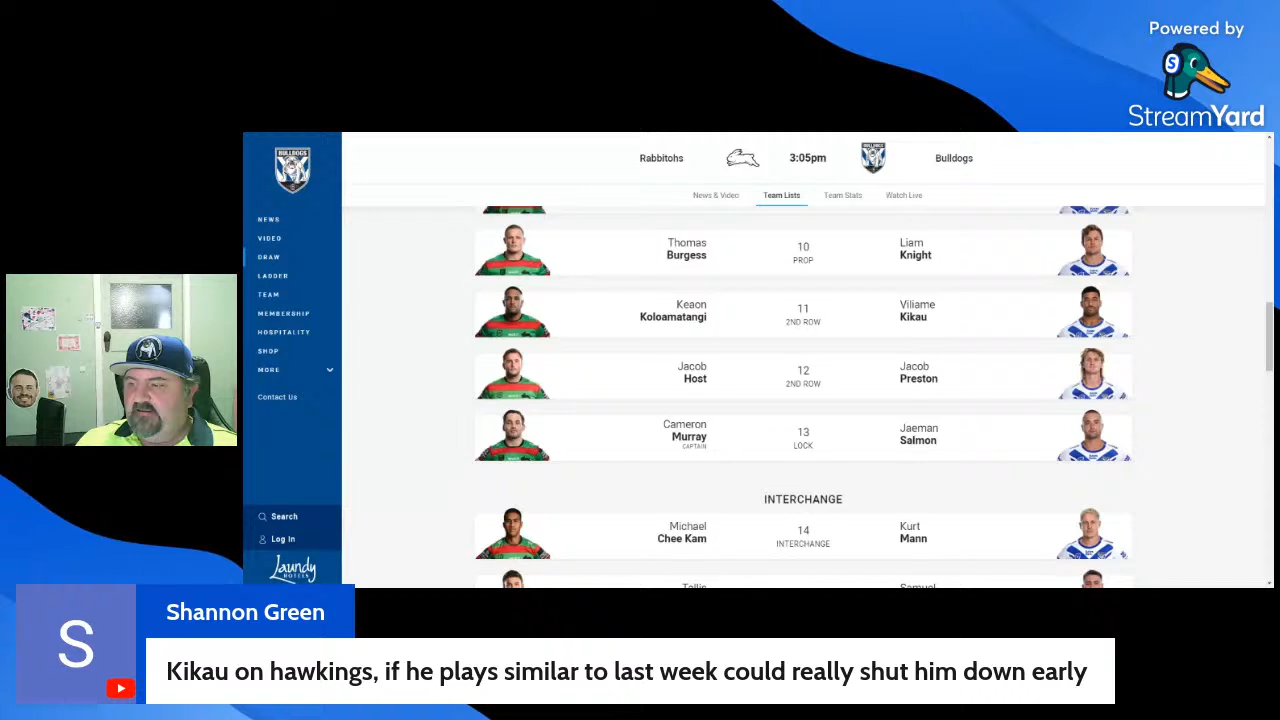 Powered by
StreamYard
BULLDOGS
Rabbitohs
3:05pm
Bulldogs
News & Video
Team Lists
Team Stats
Watch Live
NEWS
VIDEO
DRAW
LADDER
TEAM
MEMBERSHIP
HOSPITALITY
SHOP
MORE
Contact Us
Search
Log in
Laundy
HOTELS
Thomas
Burgess
10
PROP
Liam
Knight
Keaon
Koloamatangi
11
2ND ROW
Viliame
Kikau
Jacob
Host
12
2ND ROW
Jacob
Preston
Cameron
Murray
CAPTAIN
13
LOCK
Jaeman
Salmon
INTERCHANGE
Michael
Chee Kam
14
INTERCHANGE
Kurt
Mann
Tallis
Samuel
S
Shannon Green
Kikau on hawkings, if he plays similar to last week could really shut him down early